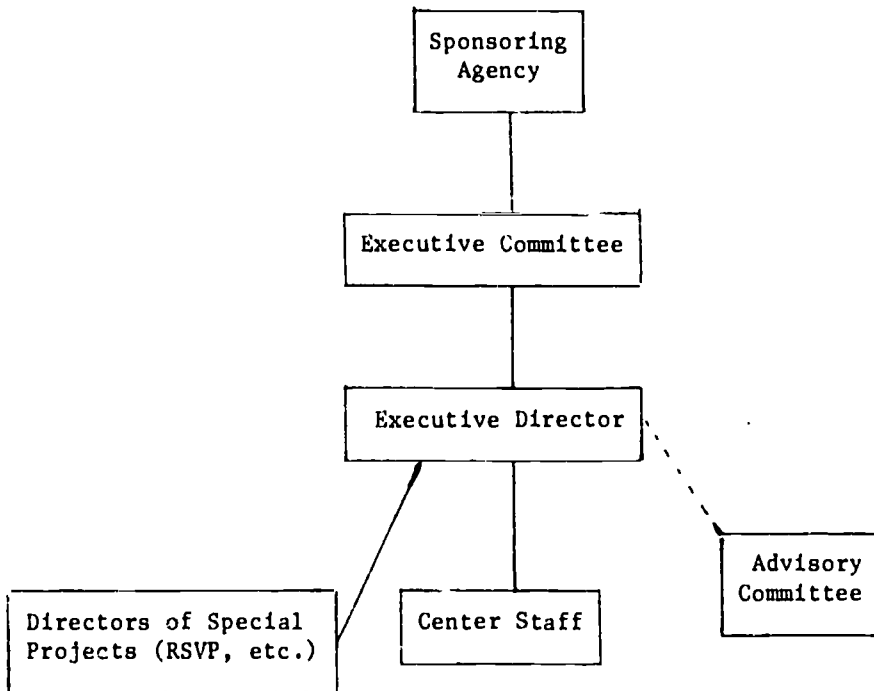 Sponsoring
Agency
Executive Committee
Executive Director
Advisory
Committee
Directors of Special
Projects (RSVP, etc.)
Center Staff